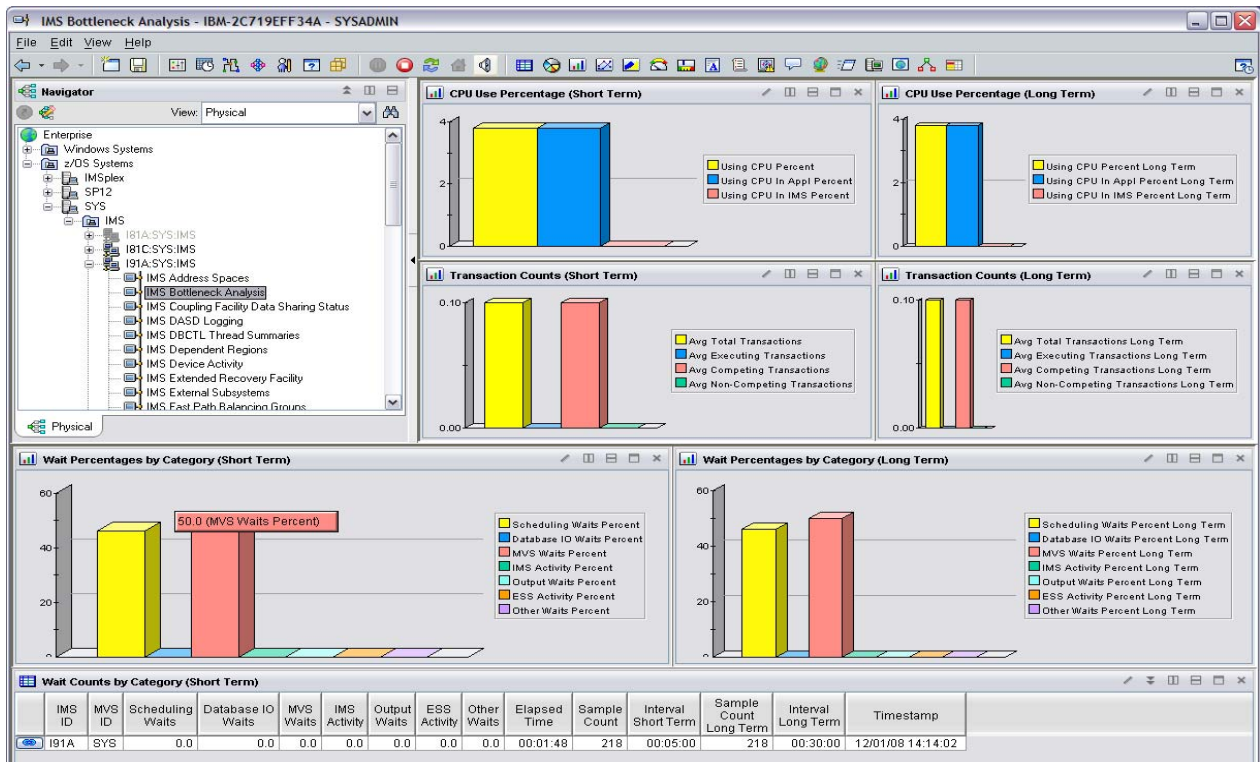 IMS Bottleneck Analysis - IBM-2C719EFF34A - SYSADMIN
File Edit View Help
Navigator
View: Physical
Enterprise
Windows Systems
z/OS Systems
IMSplex
SP12
SYS
IMS
I81A:SYS:IMS
I81C:SYS:IMS
I91A:SYS:IMS
IMS Address Spaces
IMS Bottleneck Analysis
IMS Coupling Facility Data Sharing Status
IMS DASD Logging
IMS DBCTL Thread Summaries
IMS Dependent Regions
IMS Device Activity
IMS Extended Recovery Facility
IMS External Subsystems
IMS Fast Path Balancing Groups
Physical
CPU Use Percentage (Short Term)
4
2
0
Using CPU Percent
Using CPU In Appl Percent
Using CPU In IMS Percent
CPU Use Percentage (Long Term)
4
2
0
Using CPU Percent Long Term
Using CPU In Appl Percent Long Term
Using CPU In IMS Percent Long Term
Transaction Counts (Short Term)
0.10
0.00
Avg Total Transactions
Avg Executing Transactions
Avg Competing Transactions
Avg Non-Competing Transactions
Transaction Counts (Long Term)
0.10
0.00
Avg Total Transactions Long Term
Avg Executing Transactions Long Term
Avg Competing Transactions Long Term
Avg Non-Competing Transactions Long Term
Wait Percentages by Category (Short Term)
60
40
20
50.0 (MVS Waits Percent)
Scheduling Waits Percent
Database IO Waits Percent
MVS Waits Percent
IMS Activity Percent
Output Waits Percent
ESS Activity Percent
Other Waits Percent
Wait Percentages by Category (Long Term)
60
40
20
Scheduling Waits Percent Long Term
Database IO Waits Percent Long Term
MVS Waits Percent Long Term
IMS Activity Percent Long Term
Output Waits Percent Long Term
ESS Activity Percent Long Term
Other Waits Percent Long Term
Wait Counts by Category (Short Term)
IMS ID MVS ID Scheduling Waits Database IO Waits MVS Waits IMS Activity Output Waits ESS Activity Other Waits Elapsed Time Sample Count Interval Short Term Sample Count Long Term Interval Long Term Timestamp
I91A SYS 0.0 0.0 0.0 0.0 0.0 0.0 0.0 00:01:48 218 00:05:00 218 00:30:00 12/01/08 14:14:02